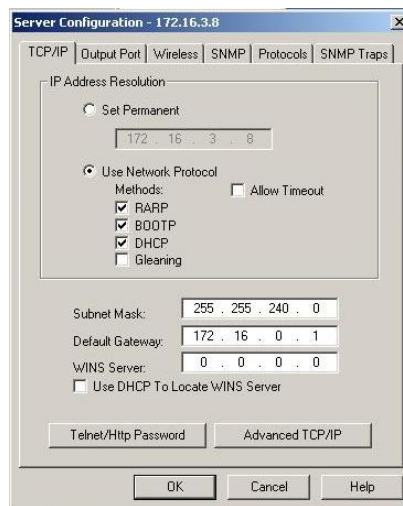 Server Configuration - 172.16.3.8
TCP/IP Output Port Wireless SNMP Protocols SNMP Traps
IP Address Resolution
Set Permanent
172 . 16 . 3 . 8
Use Network Protocol
Methods: Allow Timeout
RARP
BOOTP
DHCP
Gleaning
Subnet Mask: 255 . 255 . 240 . 0
Default Gateway: 172 . 16 . 0 . 1
WINS Server: 0 . 0 . 0 . 0
Use DHCP To Locate WINS Server
Telnet/Http Password Advanced TCP/IP
OK Cancel Help